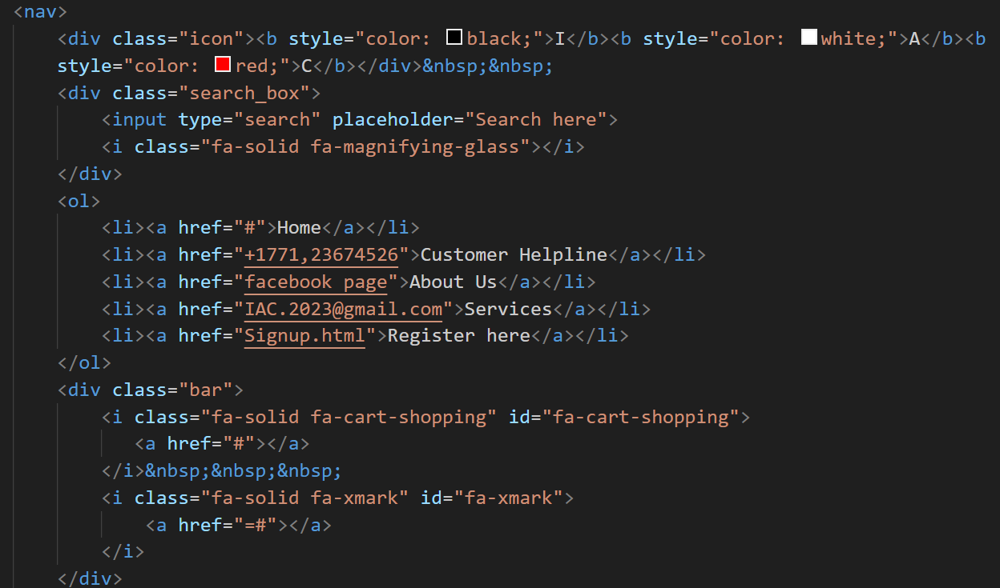 <nav>
<div class="icon"><b style="color: black;">I</b><b style="color: white;">A</b><b
style="color: red;">C</b></div>&nbsp;&nbsp;
<div class="search_box">
<input type="search" placeholder="Search here">
<i class="fa-solid fa-magnifying-glass"></i>
</div>
<ol>
<li><a href="#">Home</a></li>
<li><a href="+1771,23674526">Customer Helpline</a></li>
<li><a href="facebook page">About Us</a></li>
<li><a href="IAC.2023@gmail.com">Services</a></li>
<li><a href="Signup.html">Register here</a></li>
</ol>
<div class="bar">
<i class="fa-solid fa-cart-shopping" id="fa-cart-shopping">
<a href="#"></a>
</i>&nbsp;&nbsp;&nbsp;
<i class="fa-solid fa-xmark" id="fa-xmark">
<a href="=#"></a>
</i>
</div>